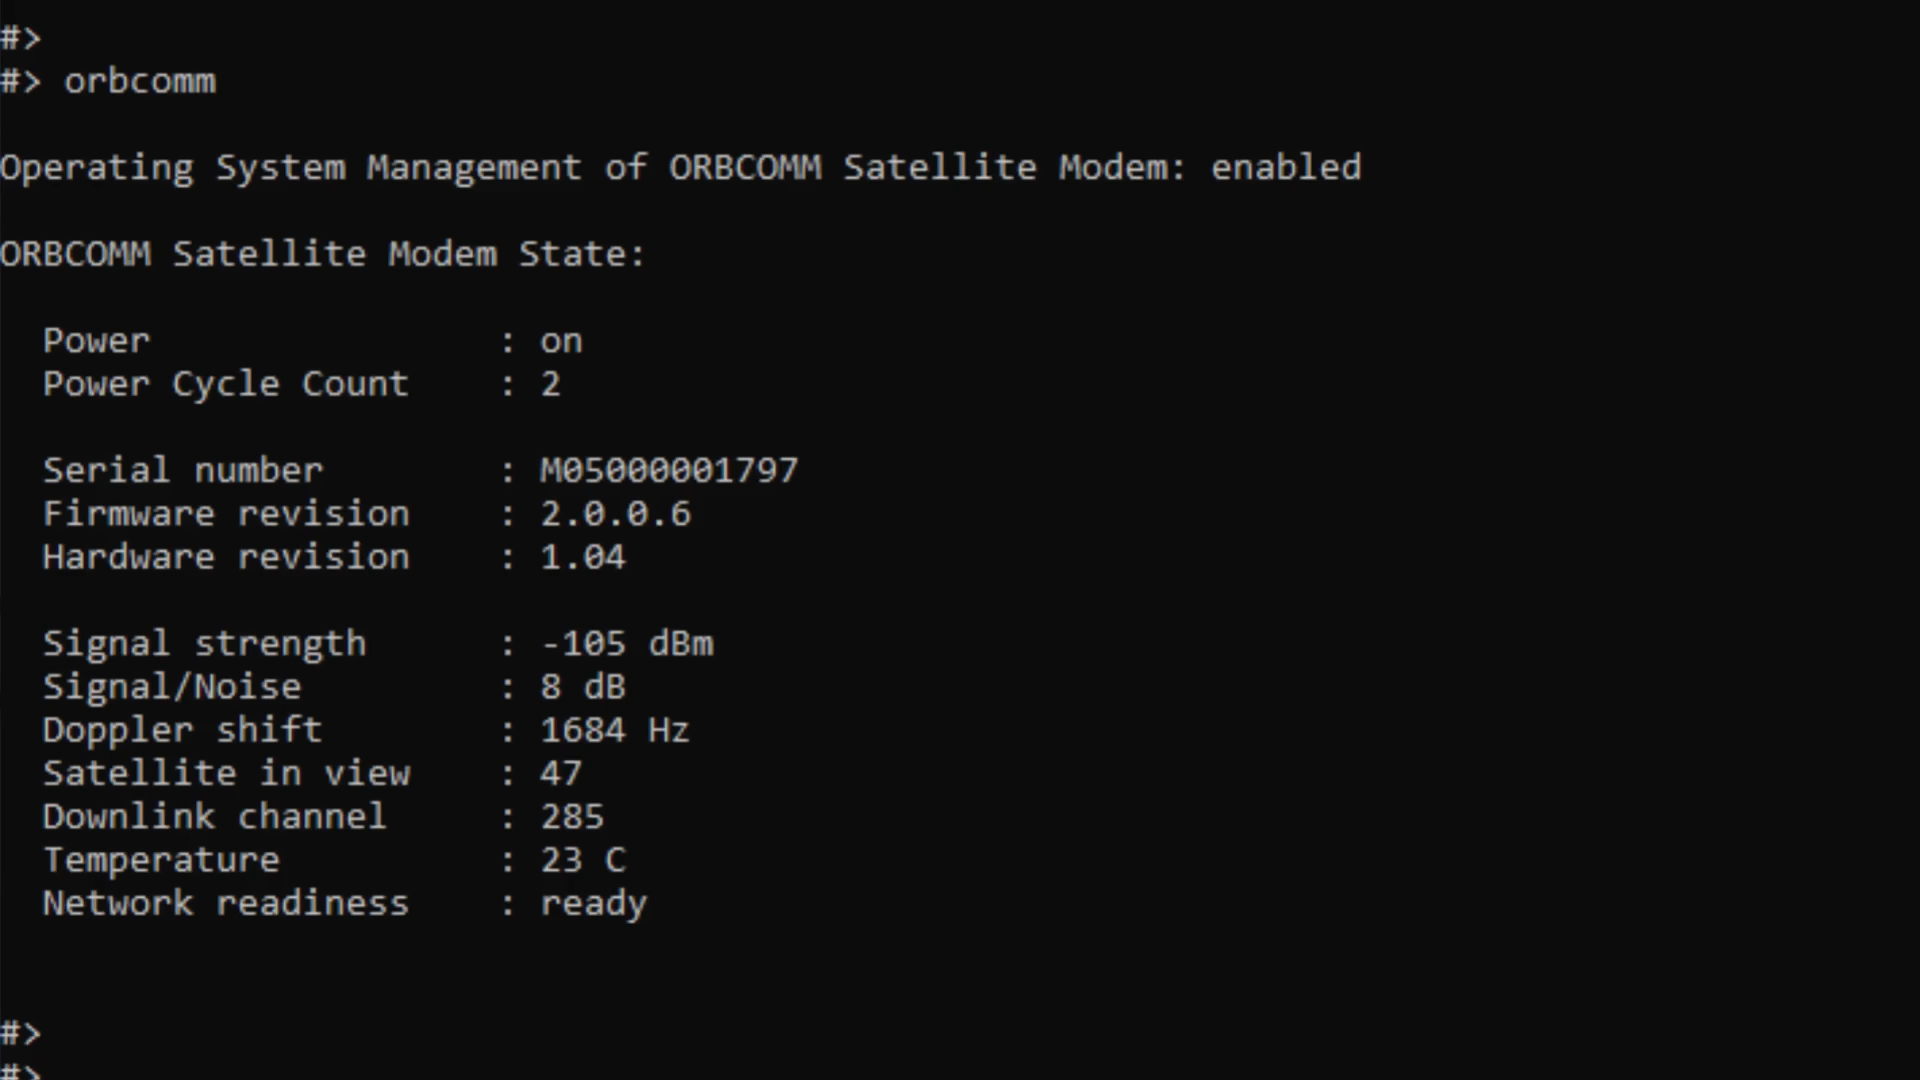 #>
#> orbcomm
Operating System Management of ORBCOMM Satellite Modem: enabled
ORBCOMM Satellite Modem State:
Power : on
Power Cycle Count : 2
Serial number : M05000001797
Firmware revision : 2.0.0.6
Hardware revision : 1.04
Signal strength : -105 dBm
Signal/Noise : 8 dB
Doppler shift : 1684 Hz
Satellite in view : 47
Downlink channel : 285
Temperature : 23 C
Network readiness : ready
#>
#>